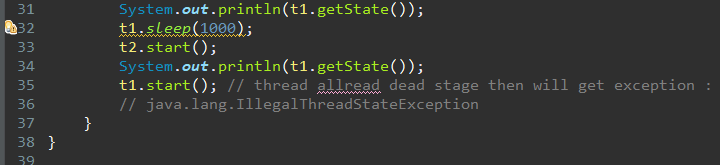 31 System.out.println(t1.getState());
32 t1.sleep(1000);
33 t2.start();
34 System.out.println(t1.getState());
35 t1.start(); // thread allread dead stage then will get exception :
36 // java.lang.IllegalThreadStateException
37 }
38 }
39